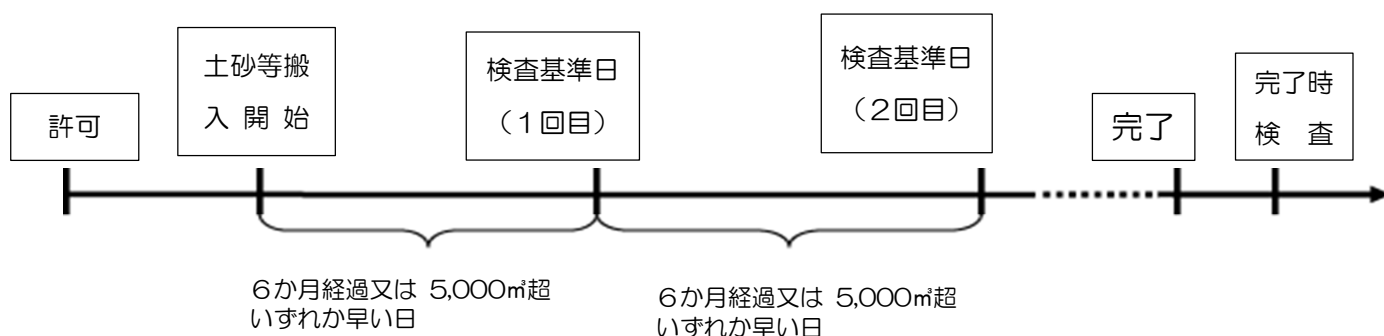 許可
土砂等搬
入 開 始
検査基準日
（１回目）
検査基準日
（２回目）
完了
完了時
検　査
６か月経過又は 5,000㎥超
いずれか早い日
６か月経過又は 5,000㎥超
いずれか早い日